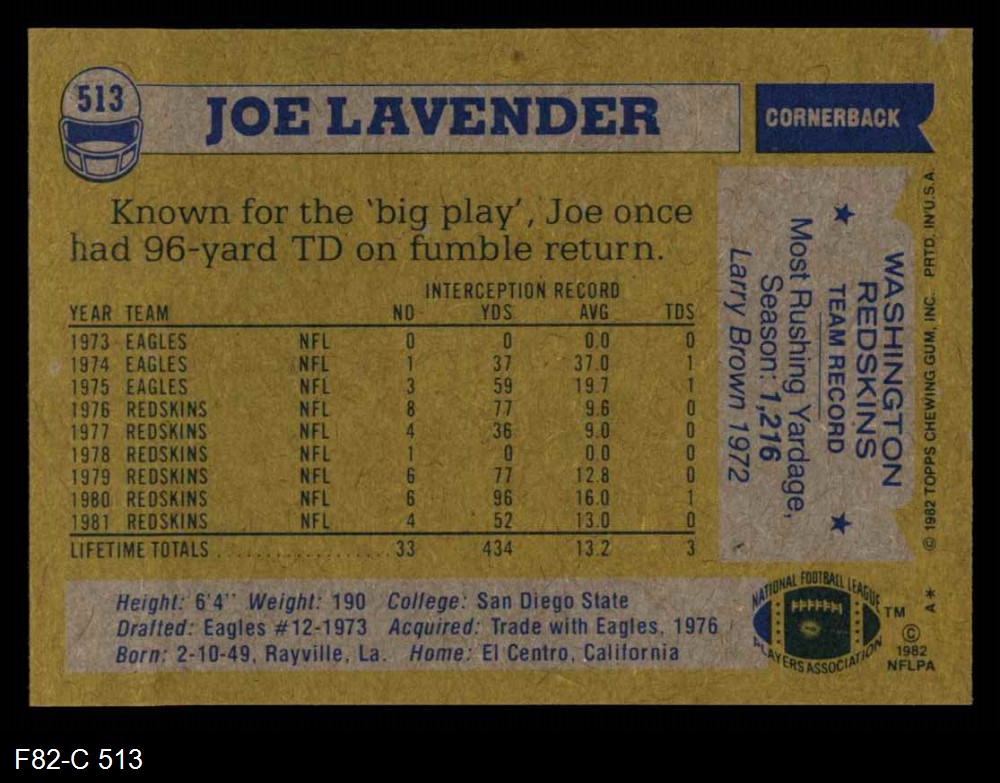 513
JOE LAVENDER
CORNERBACK
Known for the 'big play', Joe once
had 96-yard TD on fumble return.
INTERCEPTION RECORD
YEAR TEAM NO YDS AVG TDS
1973 EAGLES NFL 0 0 0.0 0
1974 EAGLES NFL 1 37 37.0 1
1975 EAGLES NFL 3 59 19.7 1
1976 REDSKINS NFL 8 77 9.6 0
1977 REDSKINS NFL 4 36 9.0 0
1978 REDSKINS NFL 1 0 0.0 0
1979 REDSKINS NFL 6 77 12.8 0
1980 REDSKINS NFL 6 96 16.0 1
1981 REDSKINS NFL 4 52 13.0 0
LIFETIME TOTALS 33 434 13.2 3
Height: 6'4" Weight: 190 College: San Diego State
Drafted: Eagles #12-1973 Acquired: Trade with Eagles, 1976
Born: 2-10-49, Rayville, La. Home: El Centro, California
WASHINGTON
REDSKINS
TEAM RECORD
Most Rushing Yardage,
Season: 1,216
Larry Brown 1972
© 1982 TOPPS CHEWING GUM, INC. PRTD. IN U.S.A.
NATIONAL FOOTBALL LEAGUE
PLAYERS ASSOCIATION
TM
A*
©
1982
NFLPA
F82-C 513